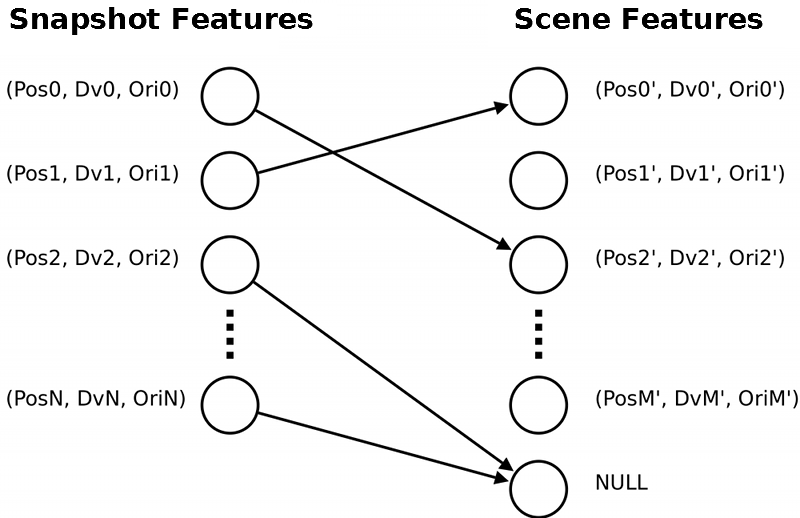 Snapshot Features
Scene Features
(Pos0, Dv0, Ori0)
(Pos0', Dv0', Ori0')
(Pos1, Dv1, Ori1)
(Pos1', Dv1', Ori1')
(Pos2, Dv2, Ori2)
(Pos2', Dv2', Ori2')
(PosN, DvN, OriN)
(PosM', DvM', OriM')
NULL